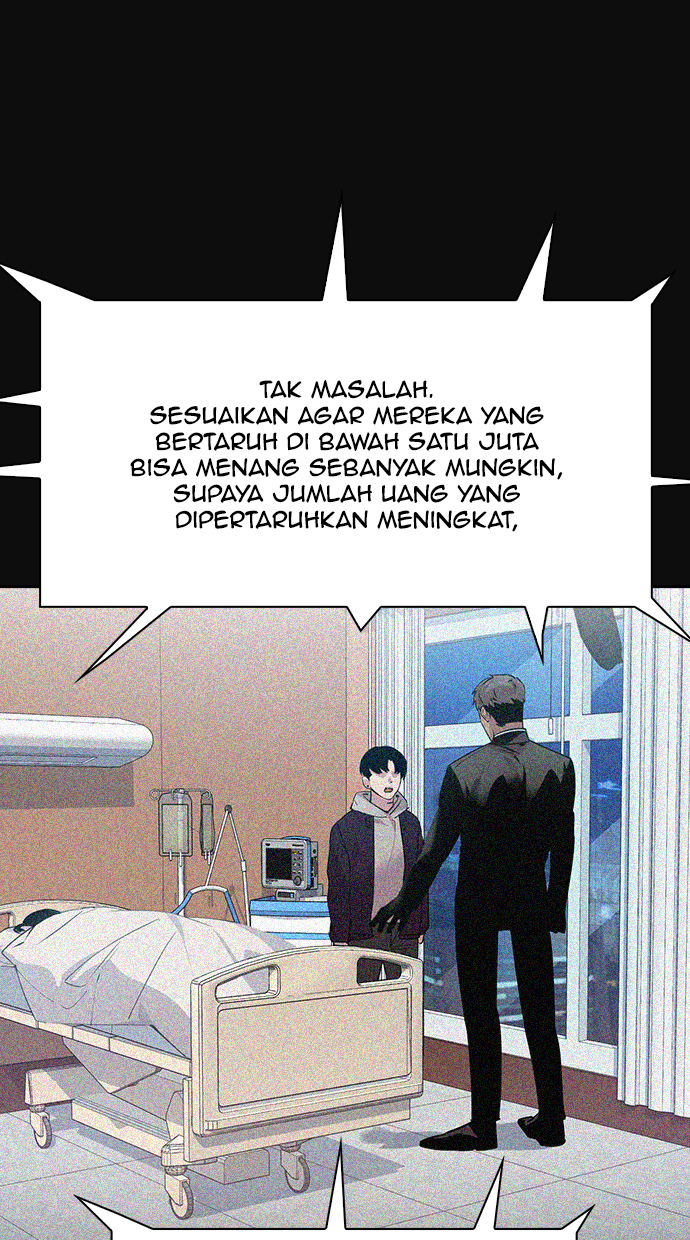 TAK MASALAH.
SESUAIKAN AGAR MEREKA YANG
BERTARUH DI BAWAH SATU JUTA
BISA MENANG SEBANYAK MUNGKIN,
SUPAYA JUMLAH UANG YANG
DIPERTARUHKAN MENINGKAT,